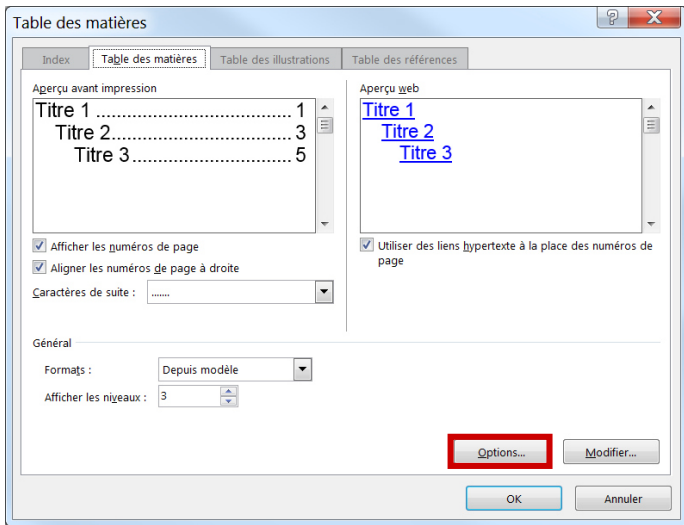 Table des matières
Index Table des matières Table des illustrations Table des références
Aperçu avant impression
Titre 1 ................................... 1
Titre 2................................ 3
Titre 3............................ 5
Afficher les numéros de page
Aligner les numéros de page à droite
Caractères de suite : .......
Aperçu web
Titre 1
Titre 2
Titre 3
Utiliser des liens hypertexte à la place des numéros de
page
Général
Formats : Depuis modèle
Afficher les niveaux : 3
Options... Modifier...
OK Annuler